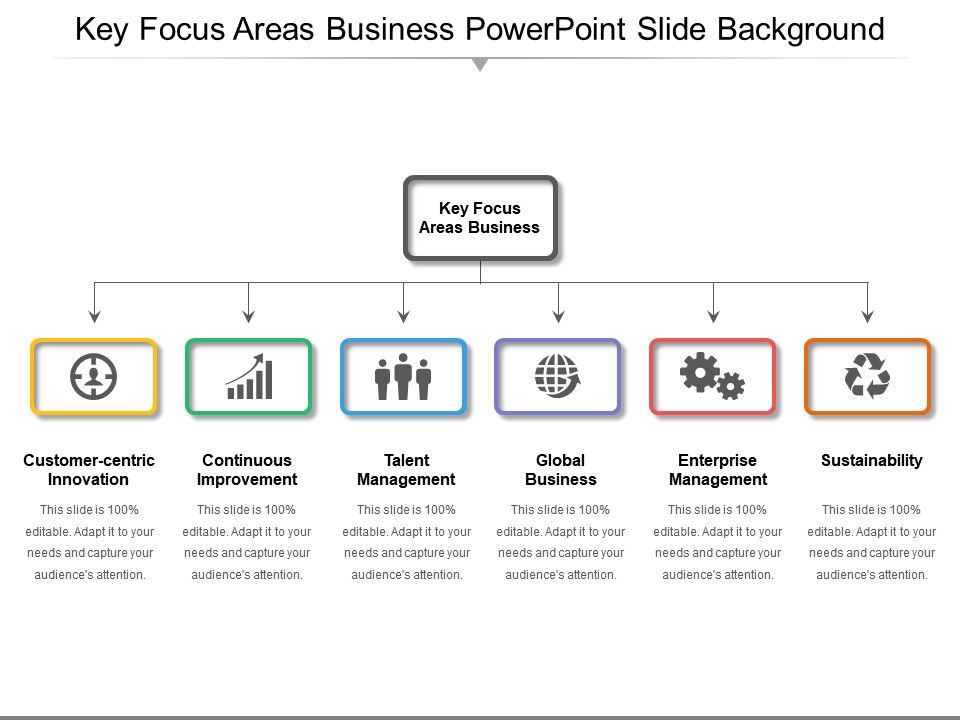 Key Focus Areas Business PowerPoint Slide Background
Key Focus
Areas Business
Customer-centric
Innovation
This slide is 100%
editable. Adapt it to your
needs and capture your
audience's attention.
Continuous
Improvement
This slide is 100%
editable. Adapt it to your
needs and capture your
audience's attention.
Talent
Management
This slide is 100%
editable. Adapt it to your
needs and capture your
audience's attention.
Global
Business
This slide is 100%
editable. Adapt it to your
needs and capture your
audience's attention.
Enterprise
Management
This slide is 100%
editable. Adapt it to your
needs and capture your
audience's attention.
Sustainability
This slide is 100%
editable. Adapt it to your
needs and capture your
audience's attention.